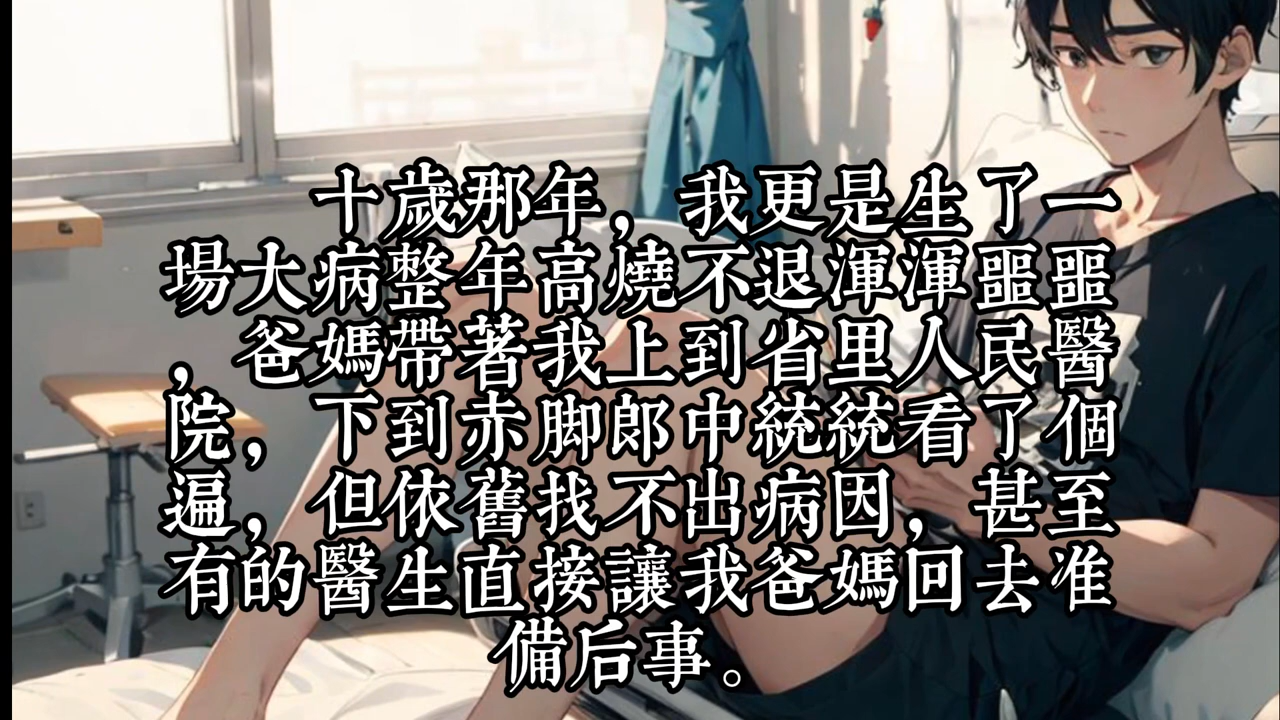 十歲那年，我更是生了一
場大病整年高燒不退渾渾噩噩
，爸媽帶著我上到省里人民醫
院，下到赤脚郎中統統看了個
遍，但依舊找不出病因，甚至
有的醫生直接讓我爸媽回去准
備后事。